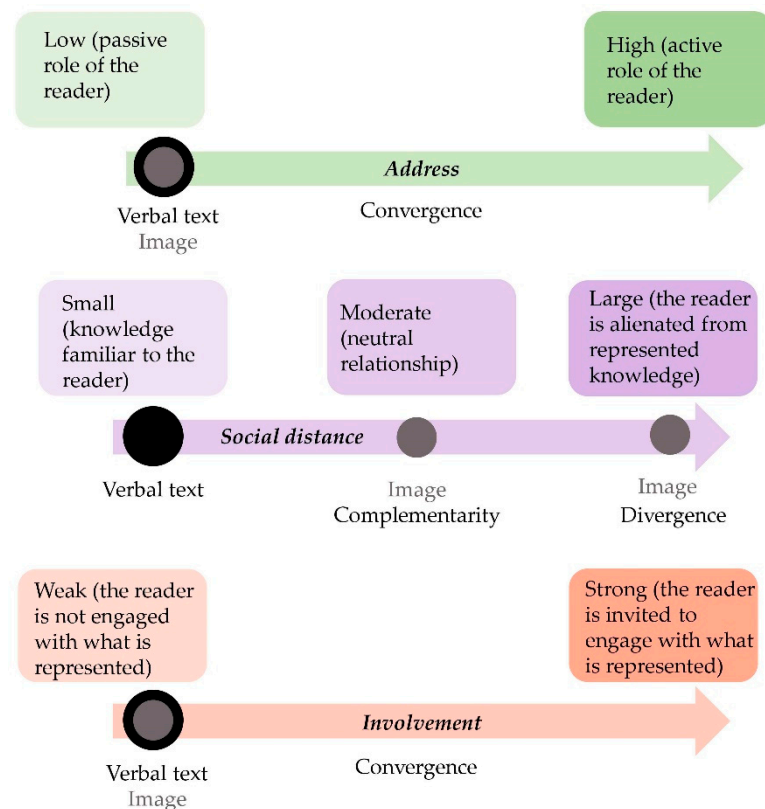 Low (passive
role of the
reader)
High (active
role of the
reader)
Address
Verbal text
Image
Convergence
Small
(knowledge
familiar to the
reader)
Moderate
(neutral
relationship)
Large (the reader
is alienated from
represented
knowledge)
Social distance
Verbal text
Image
Complementarity
Image
Divergence
Weak (the reader
is not engaged
with what is
represented)
Strong (the reader
is invited to
engage with what
is represented)
Involvement
Verbal text
Image
Convergence